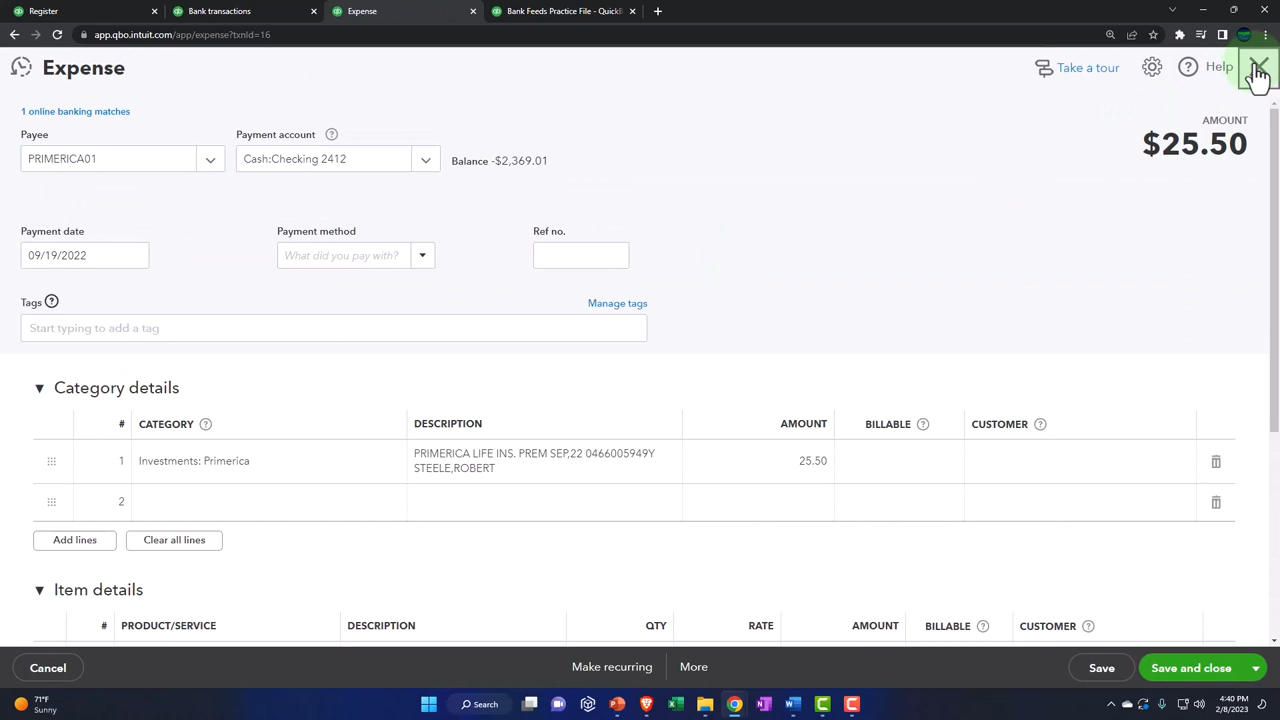 Register
Bank transactions
Expense
Bank Feeds Practice File - QuickB
app.qbo.intuit.com/app/expense?txnId=16
Expense
Take a tour
Help
1 online banking matches
AMOUNT
$25.50
Payee
Payment account
PRIMERICA01
Cash:Checking 2412
Balance -$2,369.01
Payment date
Payment method
Ref no.
09/19/2022
What did you pay with?
Tags
Manage tags
Start typing to add a tag
Category details
# CATEGORY DESCRIPTION AMOUNT BILLABLE CUSTOMER
1 Investments: Primerica PRIMERICA LIFE INS. PREM SEP,22 0466005949Y 25.50
STEELE,ROBERT
2
Add lines
Clear all lines
Item details
# PRODUCT/SERVICE DESCRIPTION QTY RATE AMOUNT BILLABLE CUSTOMER
Cancel
Make recurring
More
Save
Save and close
71°F
Sunny
Search
4:40 PM
2/8/2023